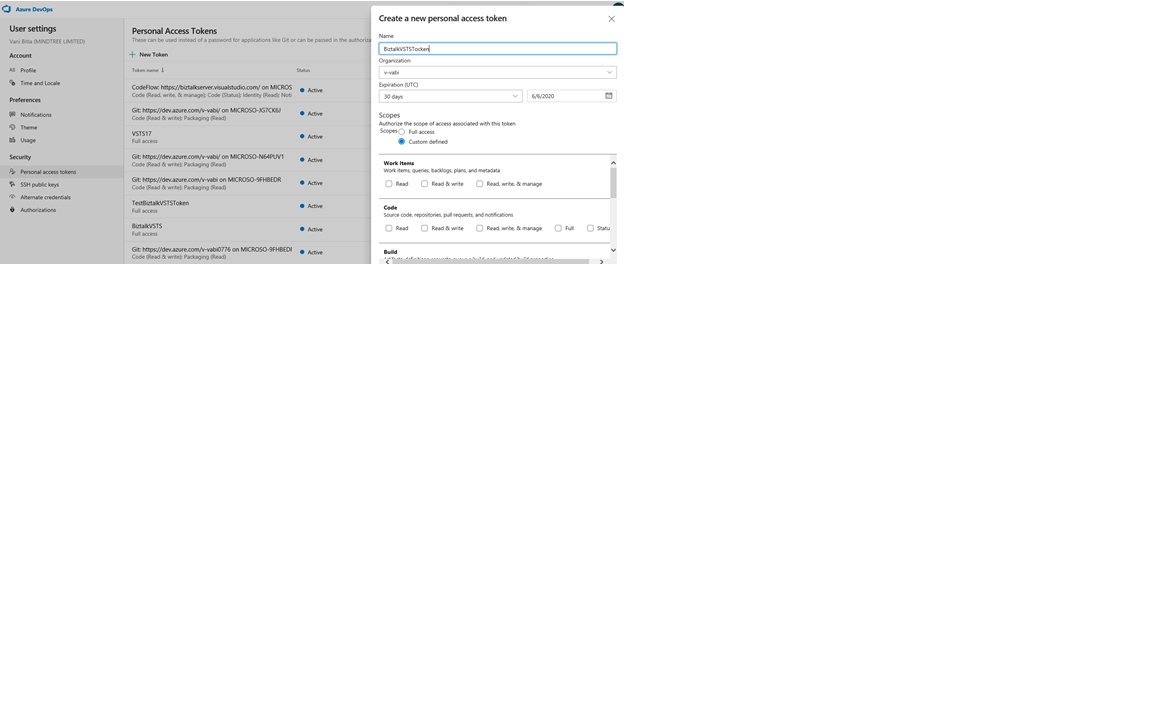 Azure DevOps
User settings
Vani Bitla (MINDTREE LIMITED)
Account
Profile
Time and Locale
Preferences
Notifications
Theme
Usage
Security
Personal access tokens
SSH public keys
Alternate credentials
Authorizations
Personal Access Tokens
These can be used instead of a password for applications like Git or can be passed in the authoriza
New Token
Token name
Status
CodeFlow: https://biztalkserver.visualstudio.com/ on MICROS
Code (Read, write, & manage); Code (Status); Identity (Read); Noti
Active
Git: https://dev.azure.com/v-vabi/ on MICROSO-JG7CK6J
Code (Read & write); Packaging (Read)
Active
VSTS17
Full access
Active
Git: https://dev.azure.com/v-vabi/ on MICROSO-N64PUV1
Code (Read & write); Packaging (Read)
Active
Git: https://dev.azure.com/v-vabi on MICROSO-9FHBEDR
Code (Read & write); Packaging (Read)
Active
TestBiztalkVSTSToken
Full access
Active
BiztalkVSTS
Full access
Active
Git: https://dev.azure.com/v-vabi0776 on MICROSO-9FHBEDI
Code (Read & write); Packaging (Read)
Active
Create a new personal access token
Name
BiztalkVSTSTocken
Organization
v-vabi
Expiration (UTC)
30 days
6/6/2020
Scopes
Authorize the scope of access associated with this token
Scopes Full access
Custom defined
Work Items
Work items, queries, backlogs, plans, and metadata
Read Read & write Read, write, & manage
Code
Source code, repositories, pull requests, and notifications
Read Read & write Read, write, & manage Full Statu
Build